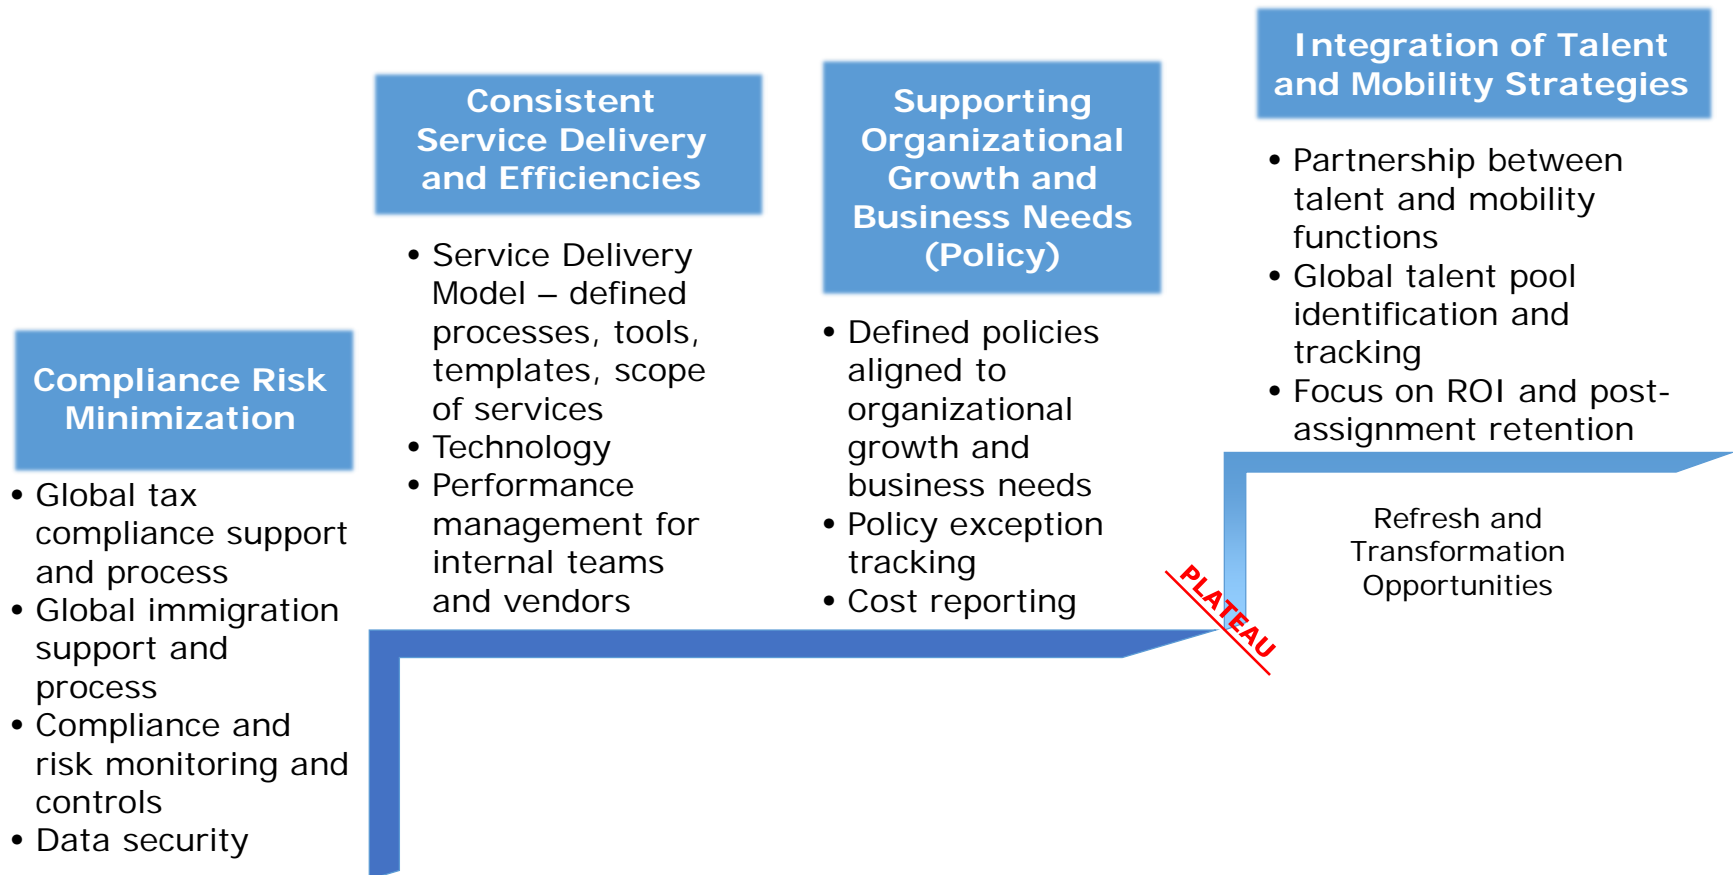 Compliance Risk
Minimization
• Global tax
compliance support
and process
• Global immigration
support and
process
• Compliance and
risk monitoring and
controls
• Data security
Consistent
Service Delivery
and Efficiencies
• Service Delivery
Model – defined
processes, tools,
templates, scope
of services
• Technology
• Performance
management for
internal teams
and vendors
Supporting
Organizational
Growth and
Business Needs
(Policy)
• Defined policies
aligned to
organizational
growth and
business needs
• Policy exception
tracking
• Cost reporting
PLATEAU
Integration of Talent
and Mobility Strategies
• Partnership between
talent and mobility
functions
• Global talent pool
identification and
tracking
• Focus on ROI and post-
assignment retention
Refresh and
Transformation
Opportunities